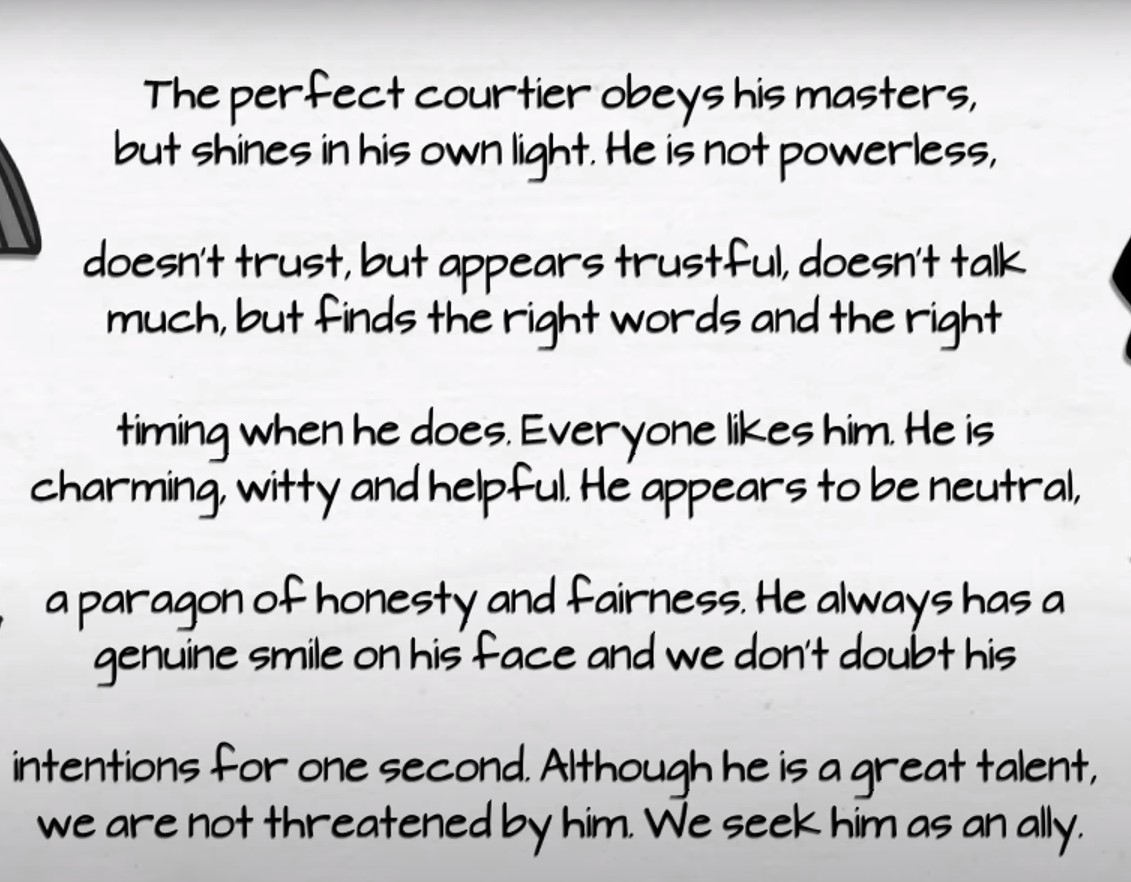 The perfect courtier obeys his masters,
but shines in his own light. He is not powerless,
doesn't trust, but appears trustful, doesn't talk
much, but finds the right words and the right
timing when he does. Everyone likes him. He is
charming, witty and helpful. He appears to be neutral,
a paragon of honesty and fairness. He always has a
genuine smile on his face and we don't doubt his
intentions for one second. Although he is a great talent,
we are not threatened by him. We seek him as an ally.